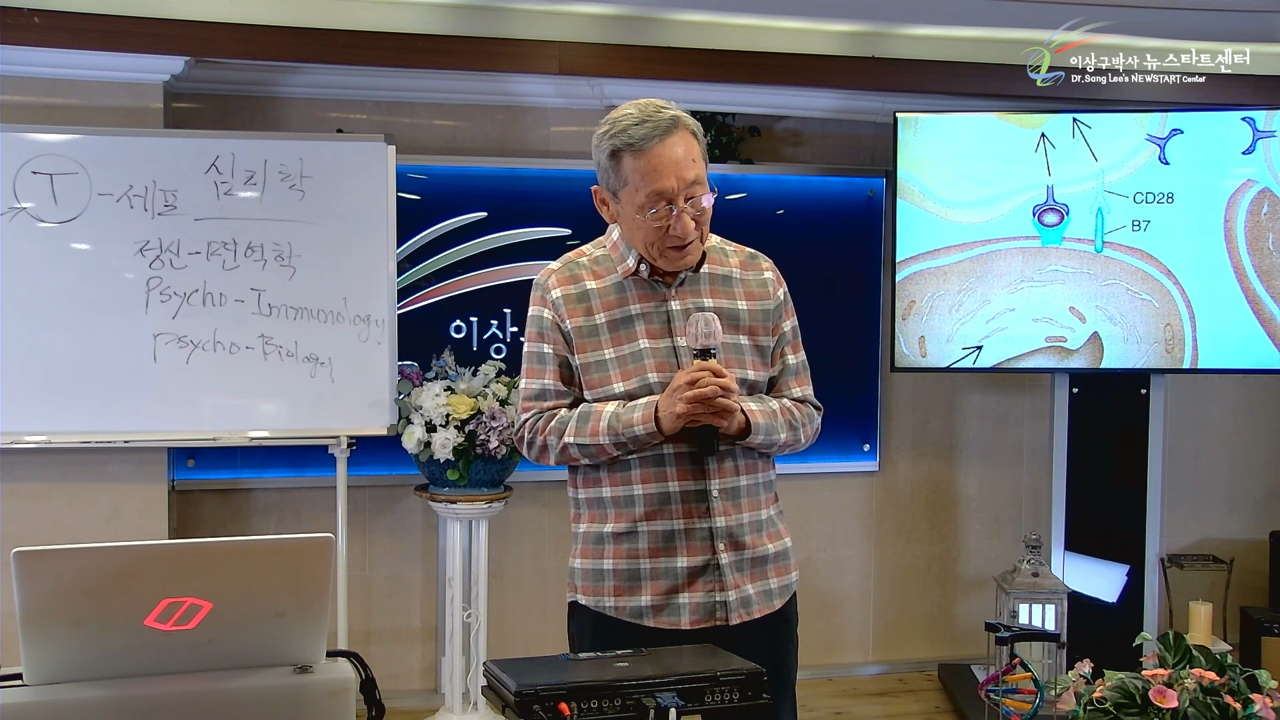 이상구박사 뉴스타트센터
Dr. Sang Lee's NEWSTART Center
T -세포 심리학
정신-면역학
Psycho-Immunology
Psycho-Biology
이상
CD28
B7